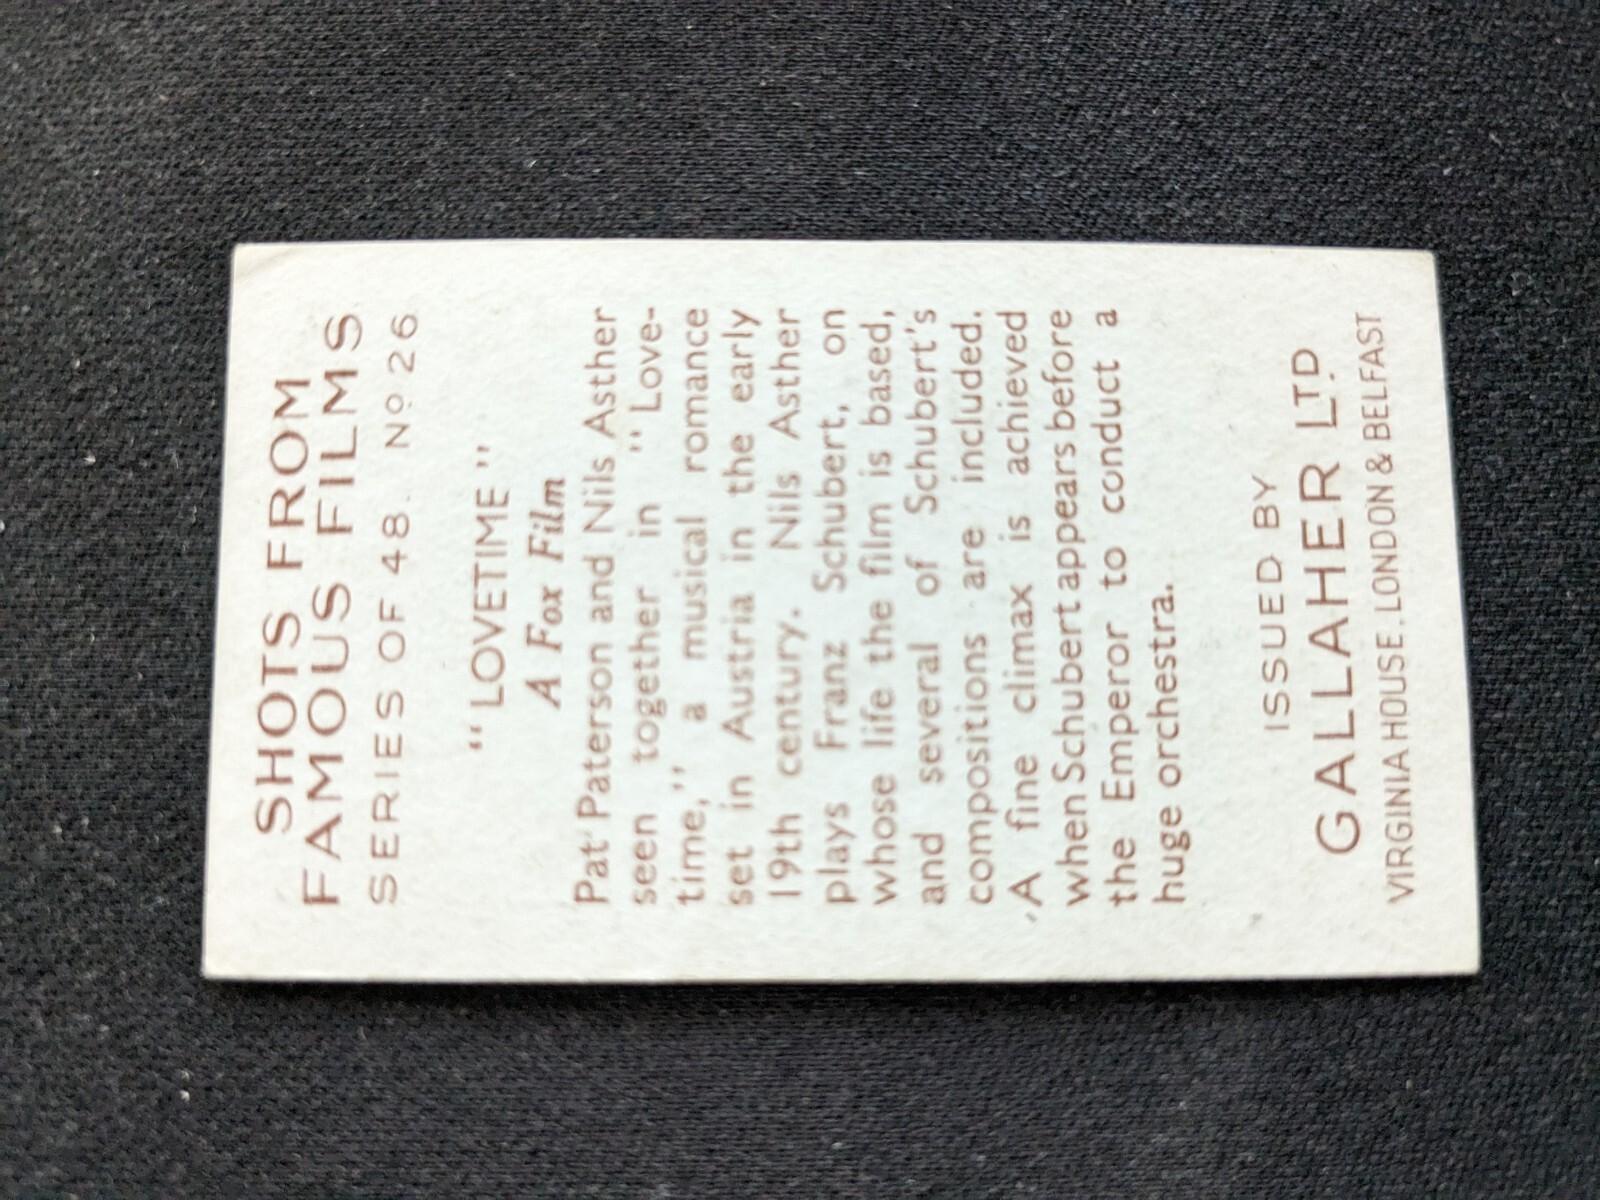 SHOTS FROM
FAMOUS FILMS
SERIES OF 48. Nº 26
"LOVETIME"
A Fox Film
Pat' Paterson and Nils Asther
seen together in "Love-
time," a musical romance
set in Austria in the early
19th century. Nils Asther
plays Franz Schubert, on
whose life the film is based,
and several of Schubert's
compositions are included.
A fine climax is achieved
when Schubert appears before
the Emperor to conduct a
huge orchestra.
ISSUED BY
GALLAHER LTD.
VIRGINIA HOUSE. LONDON & BELFAST